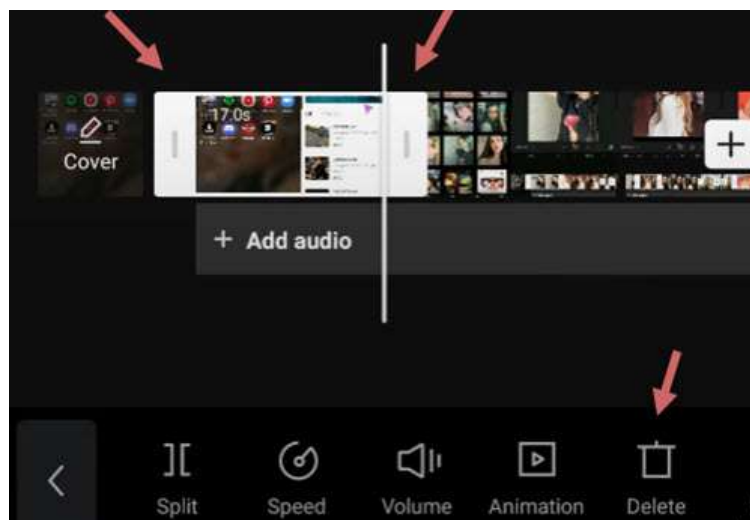 17.0s
Cover
+ Add audio
Split
Speed
Volume
Animation
Delete